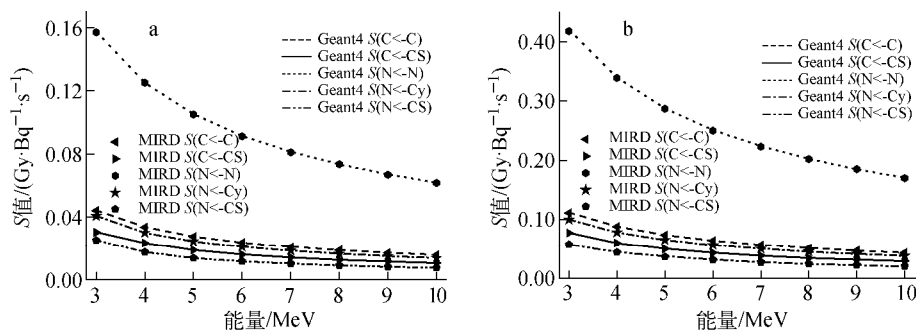 a
0.16
0.12
0.08
0.04
0.00
S值/(Gy·Bq⁻¹·s⁻¹)
Geant4 S(C<-C)
Geant4 S(C<-CS)
Geant4 S(N<-N)
Geant4 S(N<-Cy)
Geant4 S(N<-CS)
MIRD S(C<-C)
MIRD S(C<-CS)
MIRD S(N<-N)
MIRD S(N<-Cy)
MIRD S(N<-CS)
3 4 5 6 7 8 9 10
能量/MeV
b
0.40
0.30
0.20
0.10
0.00
S值/(Gy·Bq⁻¹·s⁻¹)
Geant4 S(C<-C)
Geant4 S(C<-CS)
Geant4 S(N<-N)
Geant4 S(N<-Cy)
Geant4 S(N<-CS)
MIRD S(C<-C)
MIRD S(C<-CS)
MIRD S(N<-N)
MIRD S(N<-Cy)
MIRD S(N<-CS)
3 4 5 6 7 8 9 10
能量/MeV